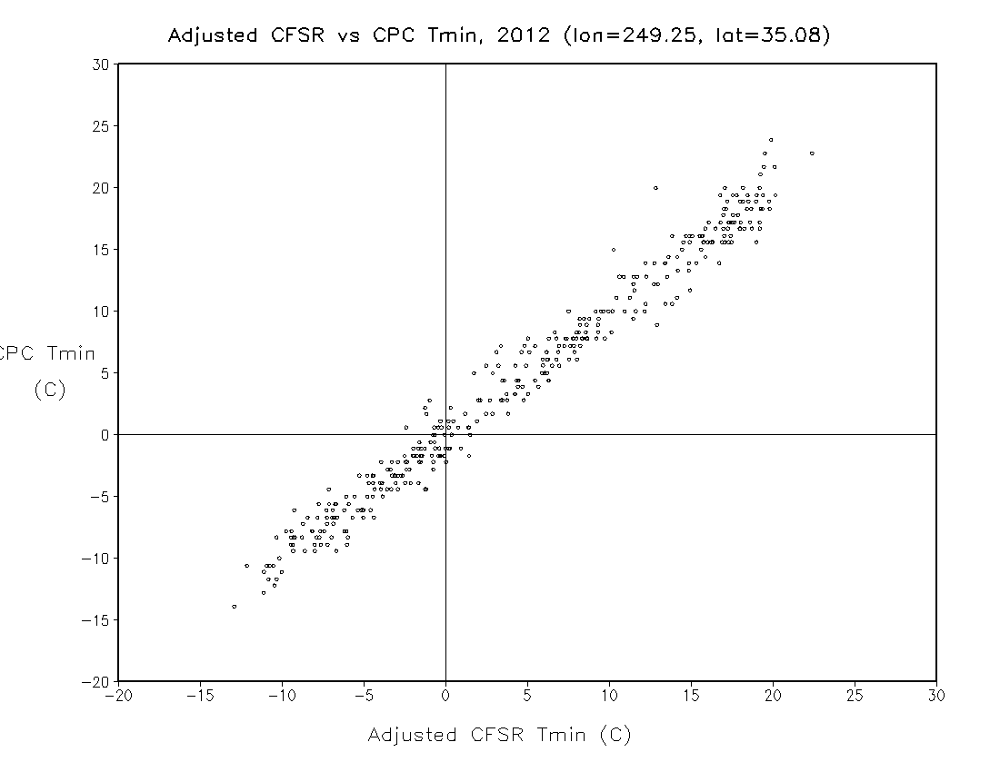 Adjusted CFSR vs CPC Tmin, 2012 (lon=249.25, lat=35.08)
30
25
20
15
10
CPC Tmin
5
(C)
0
−5
−10
−15
−20
−20 −15 −10 −5 0 5 10 15 20 25 30
Adjusted CFSR Tmin (C)